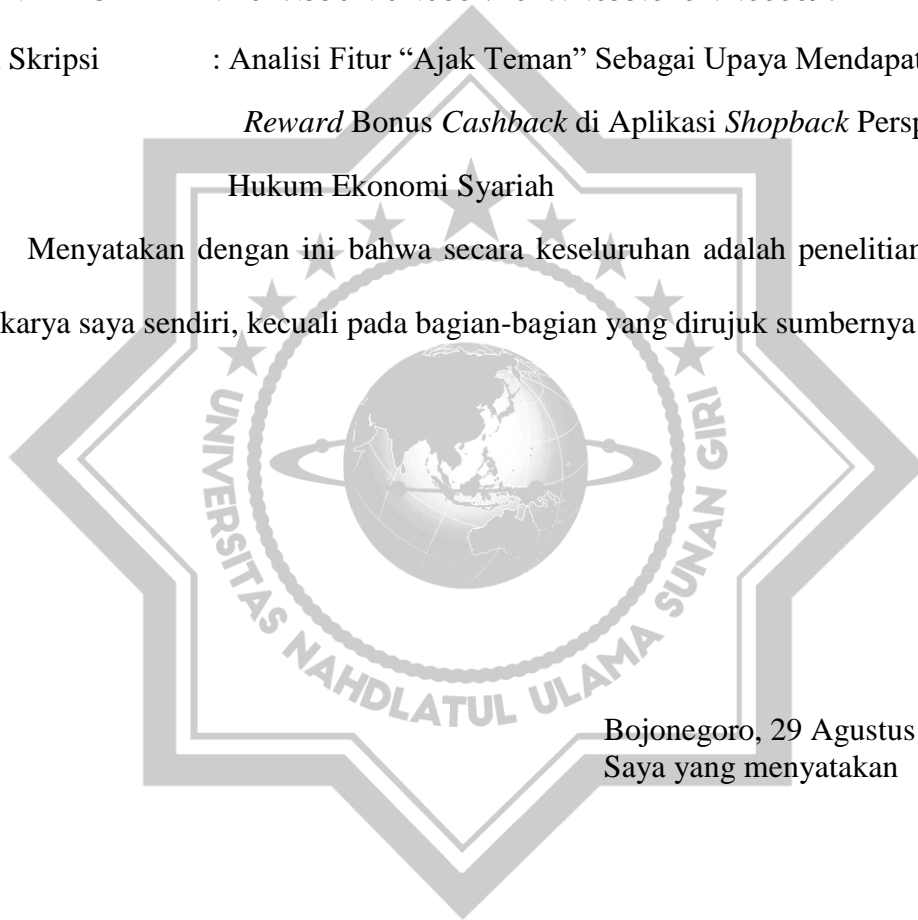 Skripsi : Analisi Fitur “Ajak Teman” Sebagai Upaya Mendapat
Reward Bonus Cashback di Aplikasi Shopback Persp
Hukum Ekonomi Syariah
Menyatakan dengan ini bahwa secara keseluruhan adalah penelitian
karya saya sendiri, kecuali pada bagian-bagian yang dirujuk sumbernya
UNIVERSITAS NAHDLATUL ULAMA SUNAN GIRI
Bojonegoro, 29 Agustus
Saya yang menyatakan